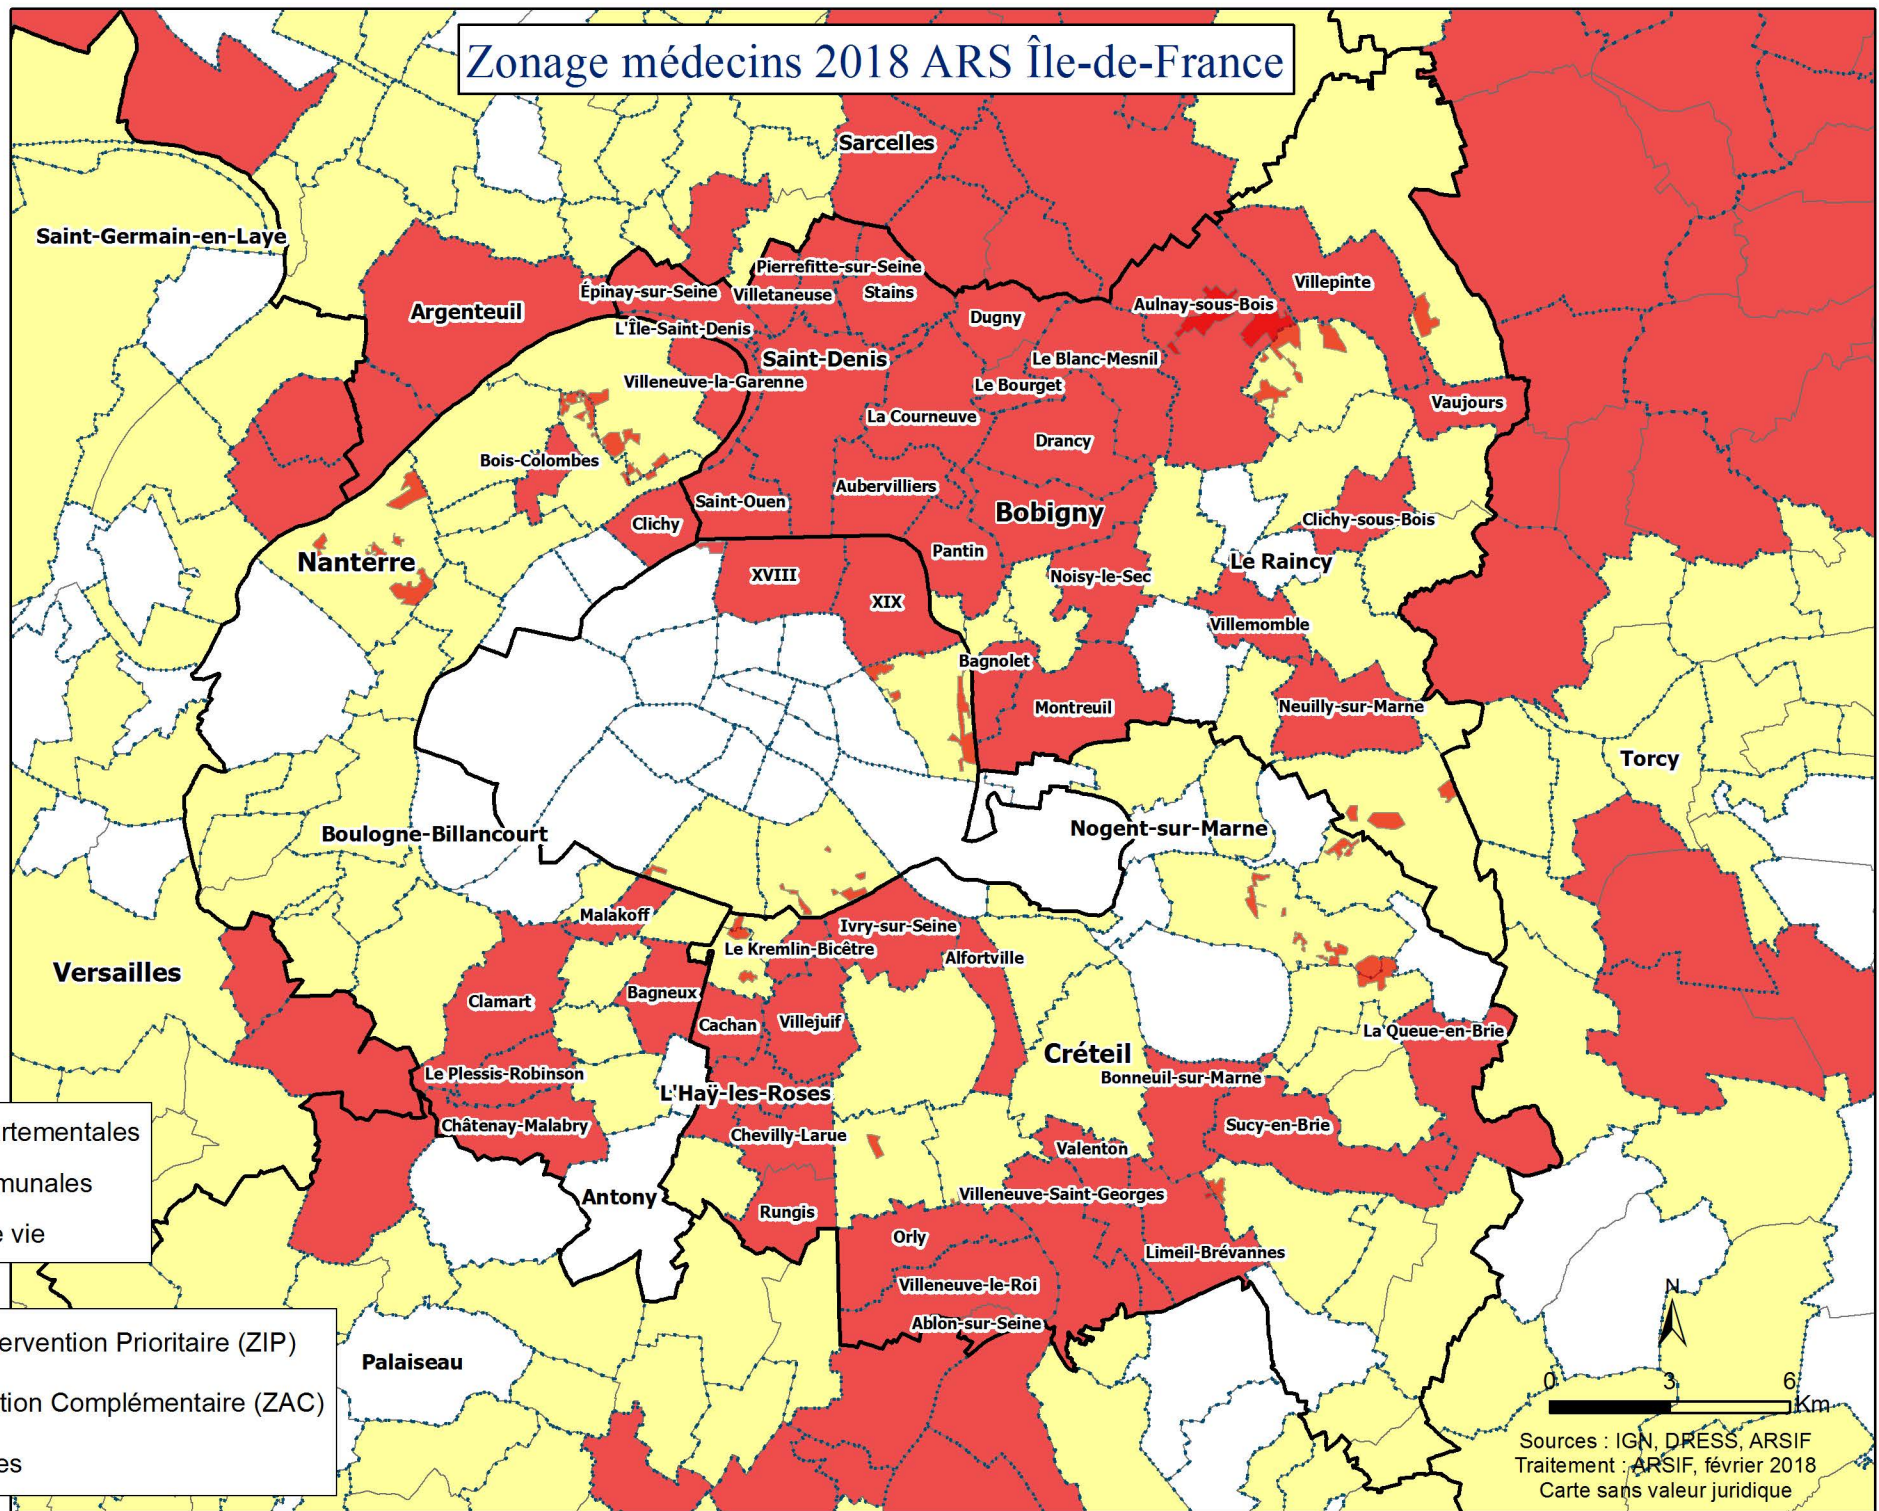 Zonage médecins 2018 ARS Île-de-France
Sarcelles
Saint-Germain-en-Laye
Pierrefitte-sur-Seine
Épinay-sur-Seine
Villetaneuse
Stains
Villepinte
Argenteuil
Aulnay-sous-Bois
Dugny
L'Île-Saint-Denis
Saint-Denis
Le Blanc-Mesnil
Villeneuve-la-Garenne
Le Bourget
Vaujours
La Courneuve
Drancy
Bois-Colombes
Aubervilliers
Saint-Ouen
Bobigny
Clichy
Clichy-sous-Bois
Pantin
Nanterre
Le Raincy
XVIII
Noisy-le-Sec
XIX
Villemomble
Bagnolet
Montreuil
Neuilly-sur-Marne
Torcy
Boulogne-Billancourt
Nogent-sur-Marne
Malakoff
Ivry-sur-Seine
Le Kremlin-Bicêtre
Alfortville
Versailles
Clamart
Bagneux
Cachan
Villejuif
La Queue-en-Brie
Créteil
Le Plessis-Robinson
Bonneuil-sur-Marne
L'Haÿ-les-Roses
Châtenay-Malabry
Chevilly-Larue
Sucy-en-Brie
Valenton
Antony
Villeneuve-Saint-Georges
Rungis
Orly
Limeil-Brévannes
Villeneuve-le-Roi
Ablon-sur-Seine
Palaiseau
rtementales
munales
e vie
ervention Prioritaire (ZIP)
tion Complémentaire (ZAC)
es
N
0 3 6
Km
Sources : IGN, DRESS, ARSIF
Traitement : ARSIF, février 2018
Carte sans valeur juridique